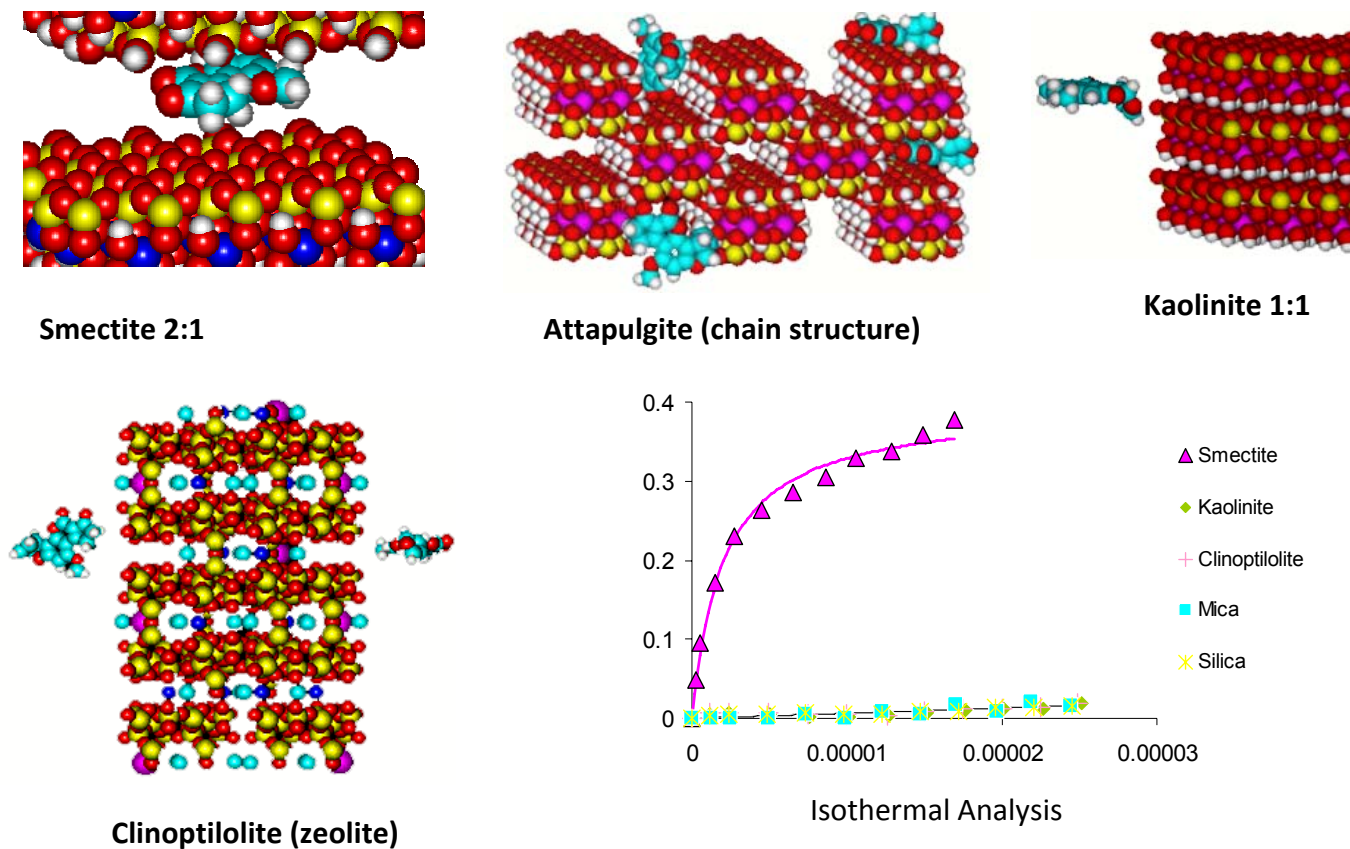 Smectite 2:1
Attapulgite (chain structure)
Kaolinite 1:1
Clinoptilolite (zeolite)
0.4
0.3
0.2
0.1
0
0
0.00001
0.00002
0.00003
Smectite
Kaolinite
Clinoptilolite
Mica
Silica
Isothermal Analysis